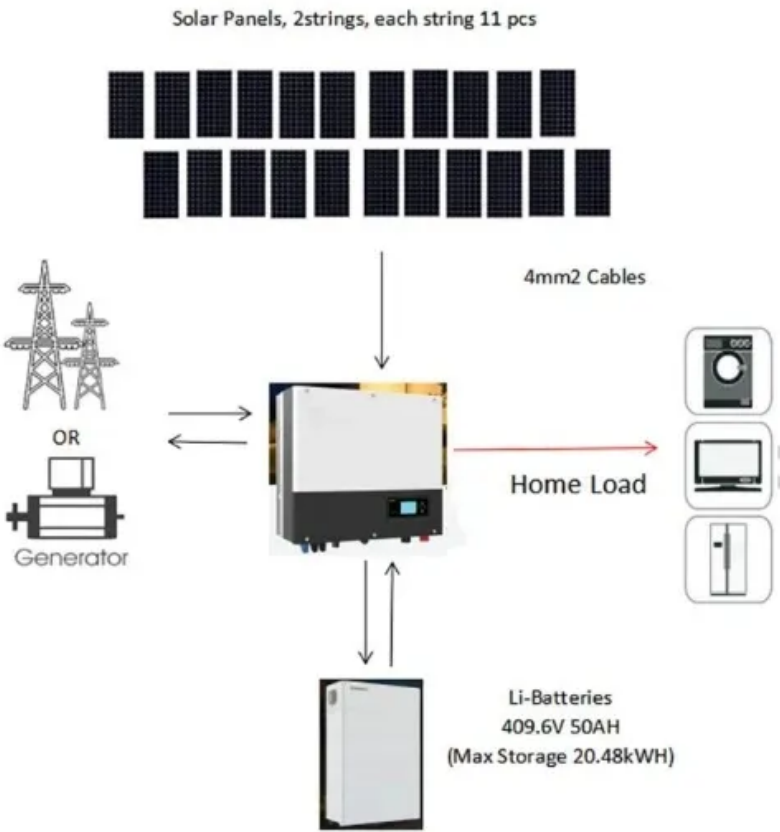 Solar Panels, 2strings, each string 11 pcs
4mm2 Cables
OR
Generator
Home Load
Li-Batteries
409.6V 50AH
(Max Storage 20.48kWH)